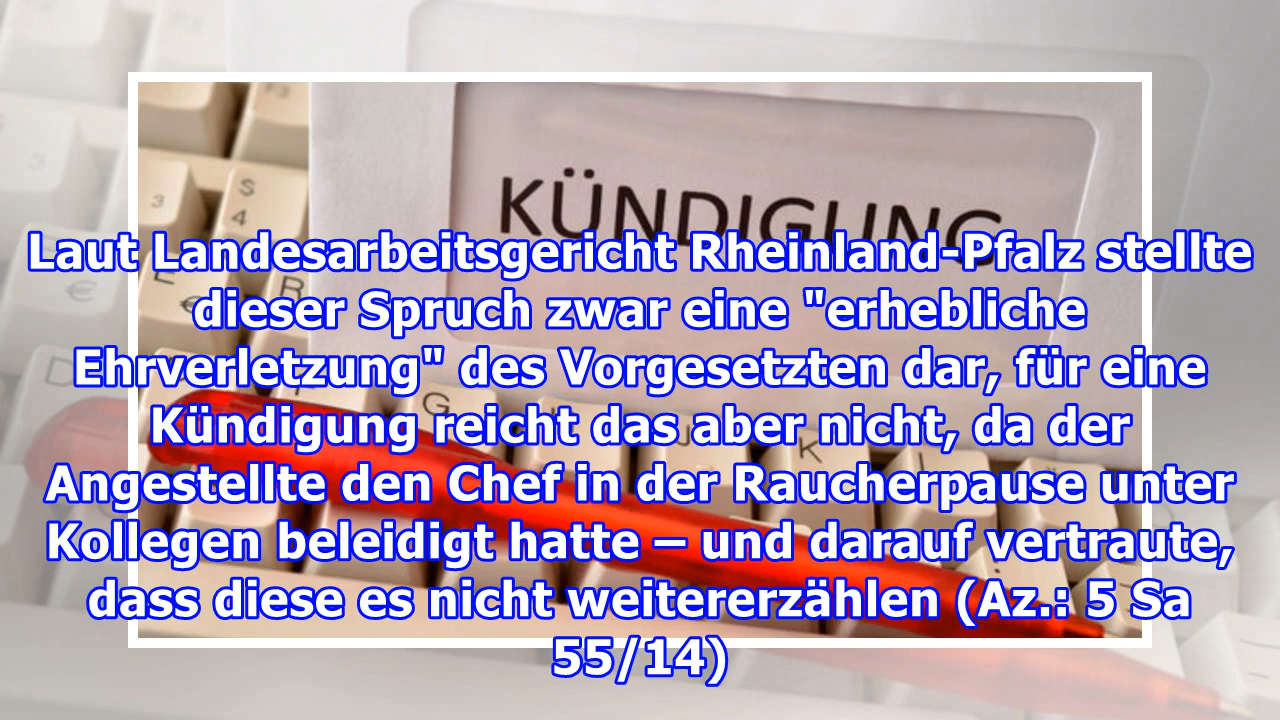 KÜNDIGUNG
Laut Landesarbeitsgericht Rheinland-Pfalz stellte
dieser Spruch zwar eine "erhebliche
Ehrverletzung" des Vorgesetzten dar, für eine
Kündigung reicht das aber nicht, da der
Angestellte den Chef in der Raucherpause unter
Kollegen beleidigt hatte – und darauf vertraute,
dass diese es nicht weitererzählen (Az.: 5 Sa
55/14)